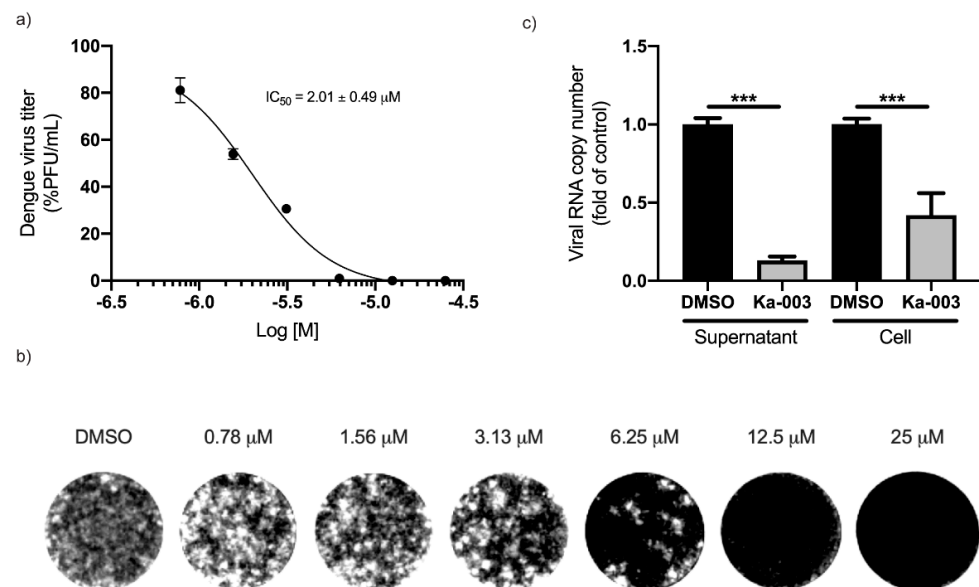 a)
100
80
60
40
20
0
Dengue virus titer
(%PFU/mL)
IC50 = 2.01 ± 0.49 μM
-6.5 -6.0 -5.5 -5.0 -4.5
Log [M]
c)
1.5
1.0
0.5
0.0
Viral RNA copy number
(fold of control)
*** ***
DMSO Ka-003 DMSO Ka-003
Supernatant Cell
b)
DMSO 0.78 μM 1.56 μM 3.13 μM 6.25 μM 12.5 μM 25 μM